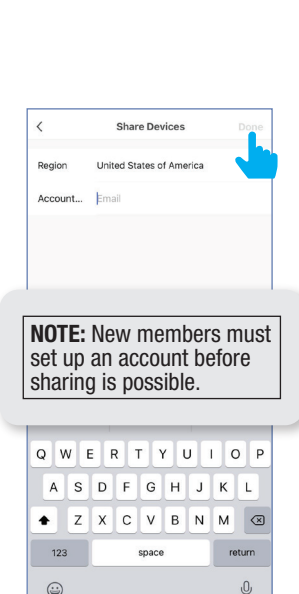 Share Devices Done
Region United States of America
Account... Email
NOTE: New members must
set up an account before
sharing is possible.
Q W E R T Y U I O P
A S D F G H J K L
Z X C V B N M
123 space return